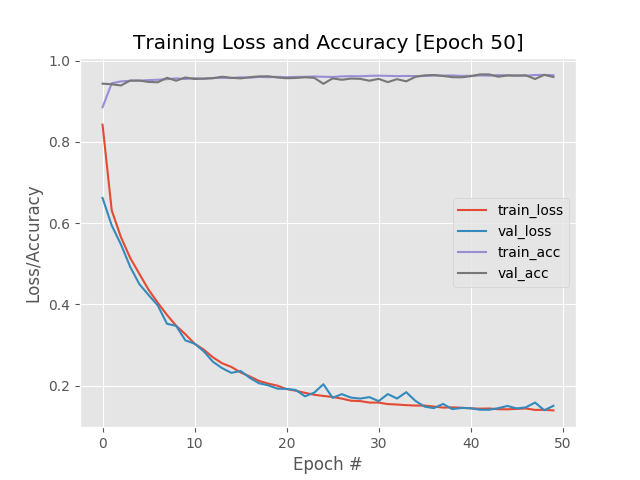 Training Loss and Accuracy [Epoch 50]
1.0
0.8
0.6
0.4
0.2
Loss/Accuracy
train_loss
val_loss
train_acc
val_acc
0 10 20 30 40 50
Epoch #